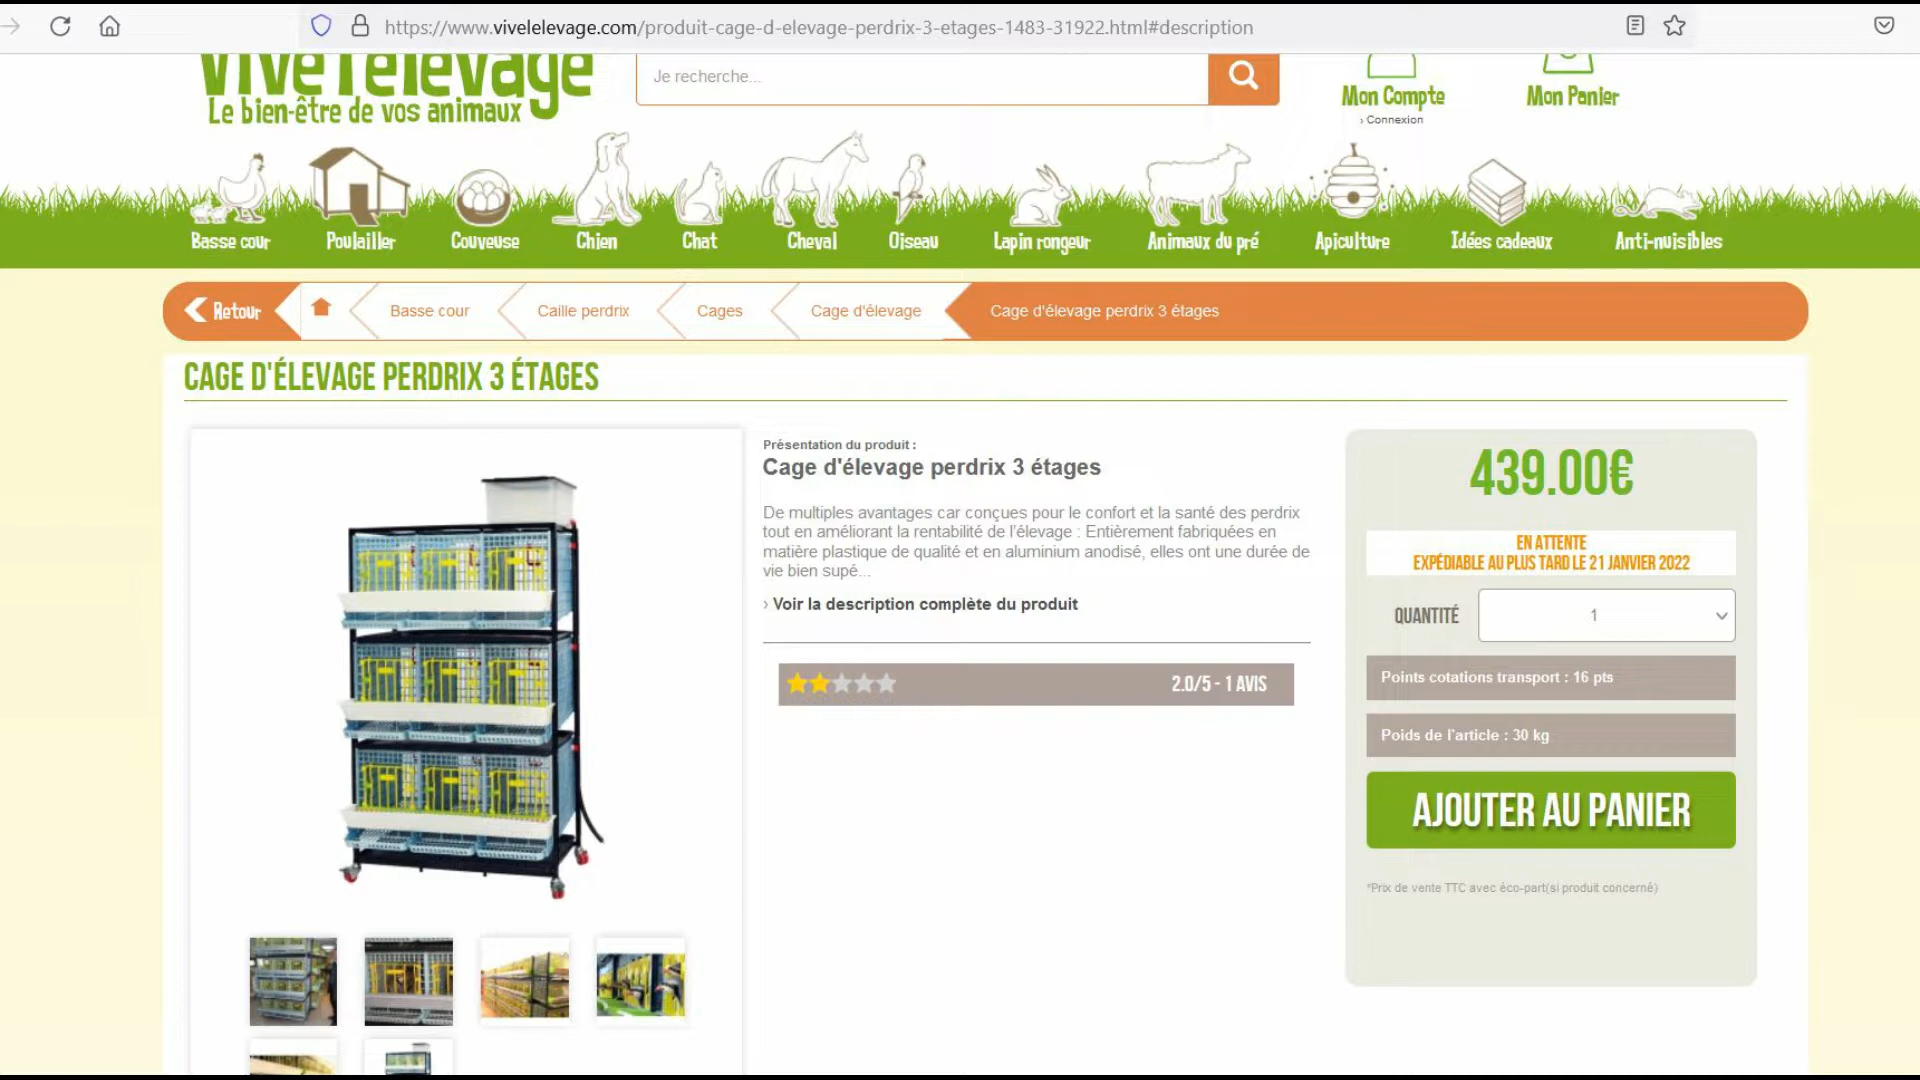 https://www.vivelelevage.com/produit-cage-d-elevage-perdrix-3-etages-1483-31922.html#description
Vive l'élevage
Le bien-être de vos animaux
Je recherche...
Mon Compte
› Connexion
Mon Panier
Basse cour
Poulailler
Couveuse
Chien
Chat
Cheval
Oiseau
Lapin rongeur
Animaux du pré
Apiculture
Idées cadeaux
Anti-nuisibles
Retour
Basse cour
Caille perdrix
Cages
Cage d'élevage
Cage d'élevage perdrix 3 étages
CAGE D'ÉLEVAGE PERDRIX 3 ÉTAGES
Présentation du produit :
Cage d'élevage perdrix 3 étages
De multiples avantages car conçues pour le confort et la santé des perdrix
tout en améliorant la rentabilité de l'élevage : Entièrement fabriquées en
matière plastique de qualité et en aluminium anodisé, elles ont une durée de
vie bien supé...
› Voir la description complète du produit
2.0/5 - 1 AVIS
439.00€
EN ATTENTE
EXPÉDIABLE AU PLUS TARD LE 21 JANVIER 2022
QUANTITÉ
1
Points cotations transport : 16 pts
Poids de l'article : 30 kg
AJOUTER AU PANIER
*Prix de vente TTC avec éco-part(si produit concerné)